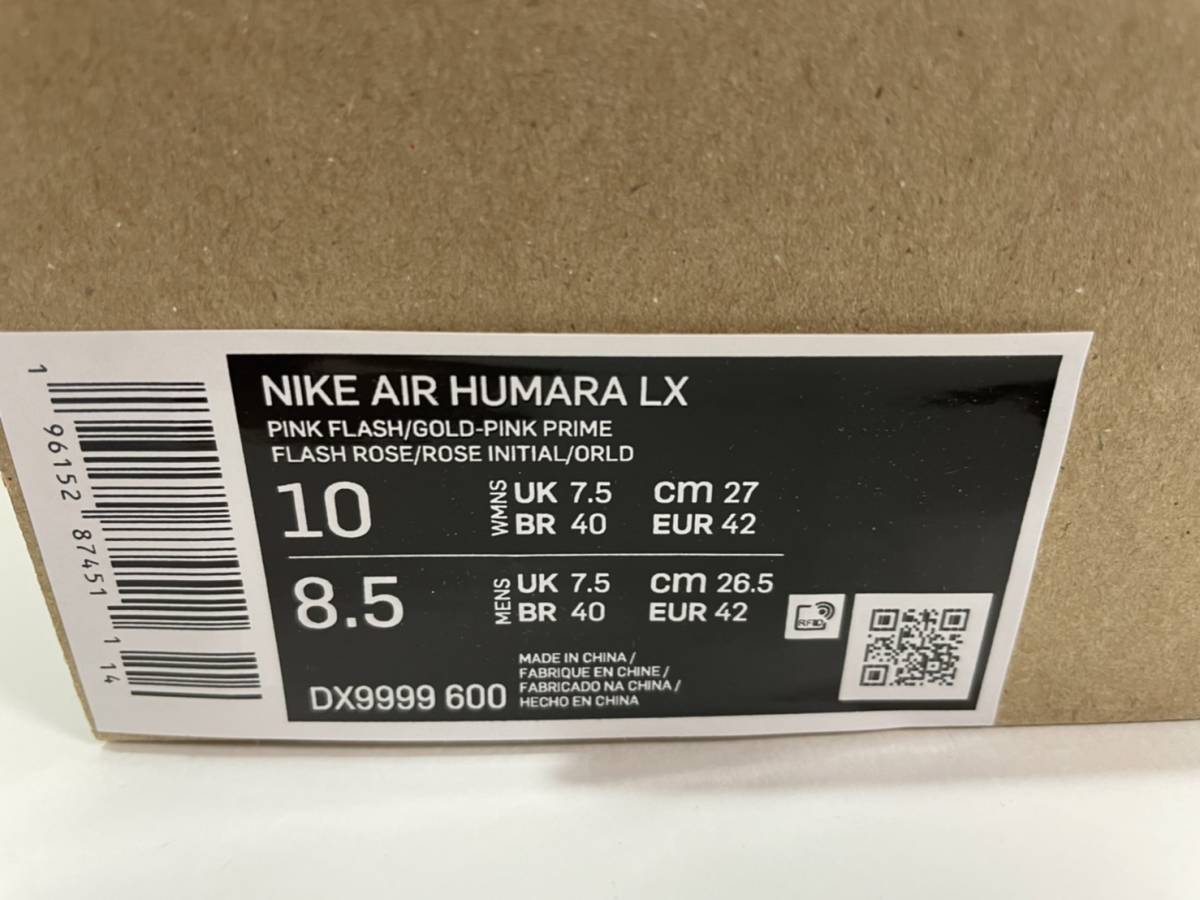 NIKE AIR HUMARA LX
PINK FLASH/GOLD-PINK PRIME
FLASH ROSE/ROSE INITIAL/ORLD
10 WMNS UK 7.5 cm 27
BR 40 EUR 42
8.5 MENS UK 7.5 cm 26.5
BR 40 EUR 42
RFID
DX9999 600
MADE IN CHINA /
FABRIQUE EN CHINE /
FABRICADO NA CHINA /
HECHO EN CHINA
1 96152 87451 1 14